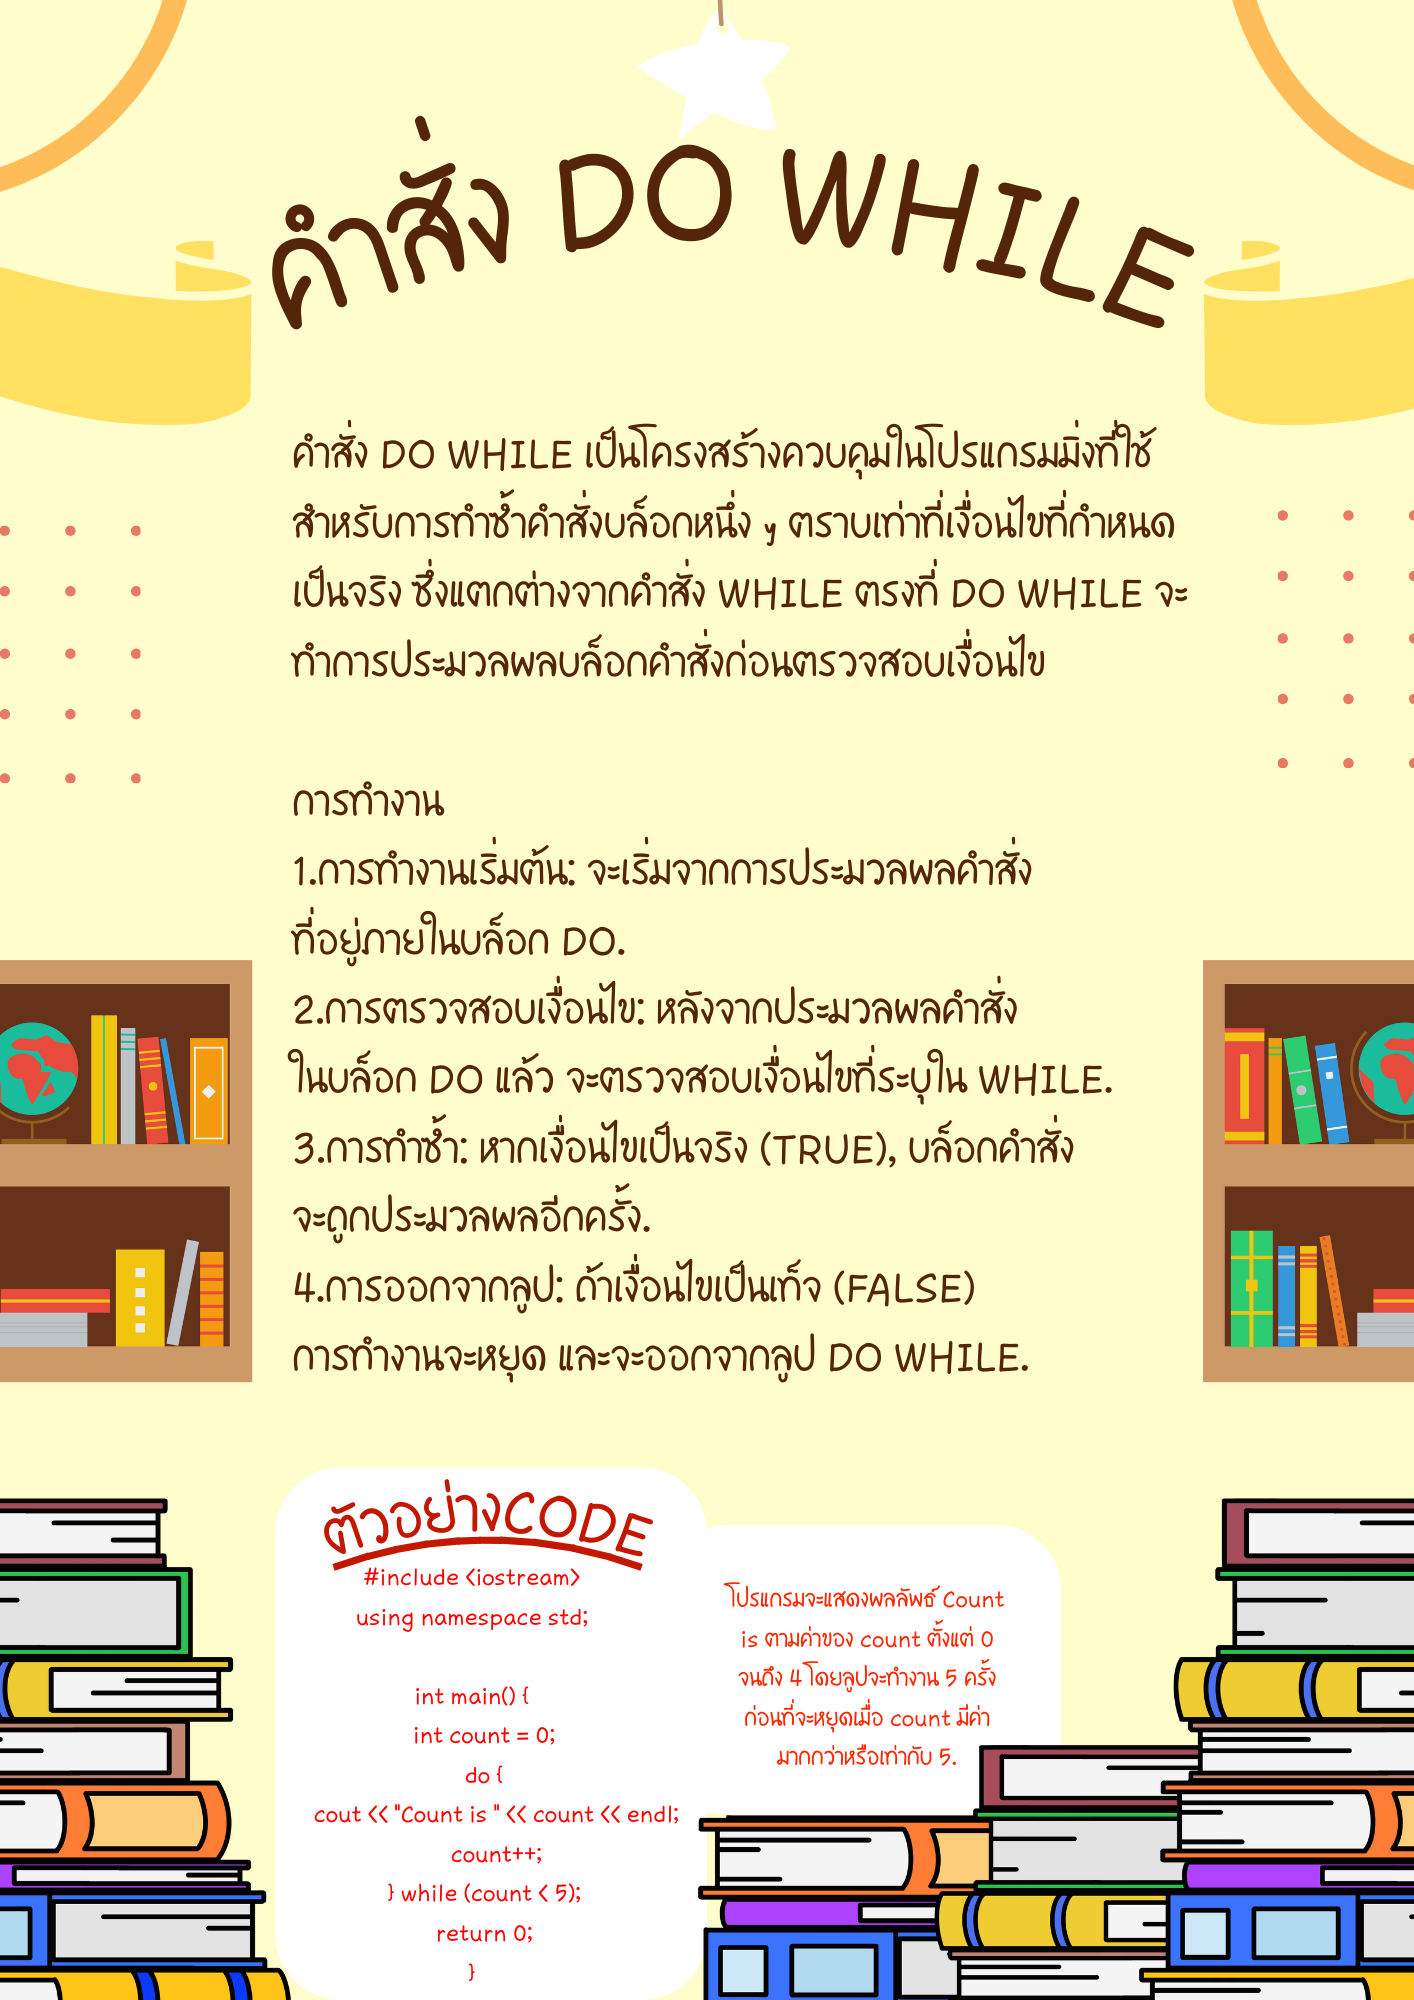 คำสั่ง DO WHILE
คำสั่ง DO WHILE เป็นโครงสร้างควบคุมในโปรแกรมมิ่งที่ใช้
สำหรับการทำซ้ำคำสั่งบล็อกหนึ่ง ๆ ตราบเท่าที่เงื่อนไขที่กำหนด
เป็นจริง ซึ่งแตกต่างจากคำสั่ง WHILE ตรงที่ DO WHILE จะ
ทำการประมวลผลบล็อกคำสั่งก่อนตรวจสอบเงื่อนไข
การทำงาน
1.การทำงานเริ่มต้น: จะเริ่มจากการประมวลผลคำสั่ง
ที่อยู่ภายในบล็อก DO.
2.การตรวจสอบเงื่อนไข: หลังจากประมวลผลคำสั่ง
ในบล็อก DO แล้ว จะตรวจสอบเงื่อนไขที่ระบุใน WHILE.
3.การทำซ้ำ: หากเงื่อนไขเป็นจริง (TRUE), บล็อกคำสั่ง
จะถูกประมวลผลอีกครั้ง.
4.การออกจากลูป: ถ้าเงื่อนไขเป็นเท็จ (FALSE)
การทำงานจะหยุด และจะออกจากลูป DO WHILE.
ตัวอย่างCODE
#include <iostream>
using namespace std;
int main() {
int count = 0;
do {
cout << "Count is " << count << endl;
count++;
} while (count < 5);
return 0;
}
โปรแกรมจะแสดงผลลัพธ์ Count
is ตามค่าของ count ตั้งแต่ 0
จนถึง 4 โดยลูปจะทำงาน 5 ครั้ง
ก่อนที่จะหยุดเมื่อ count มีค่า
มากกว่าหรือเท่ากับ 5.